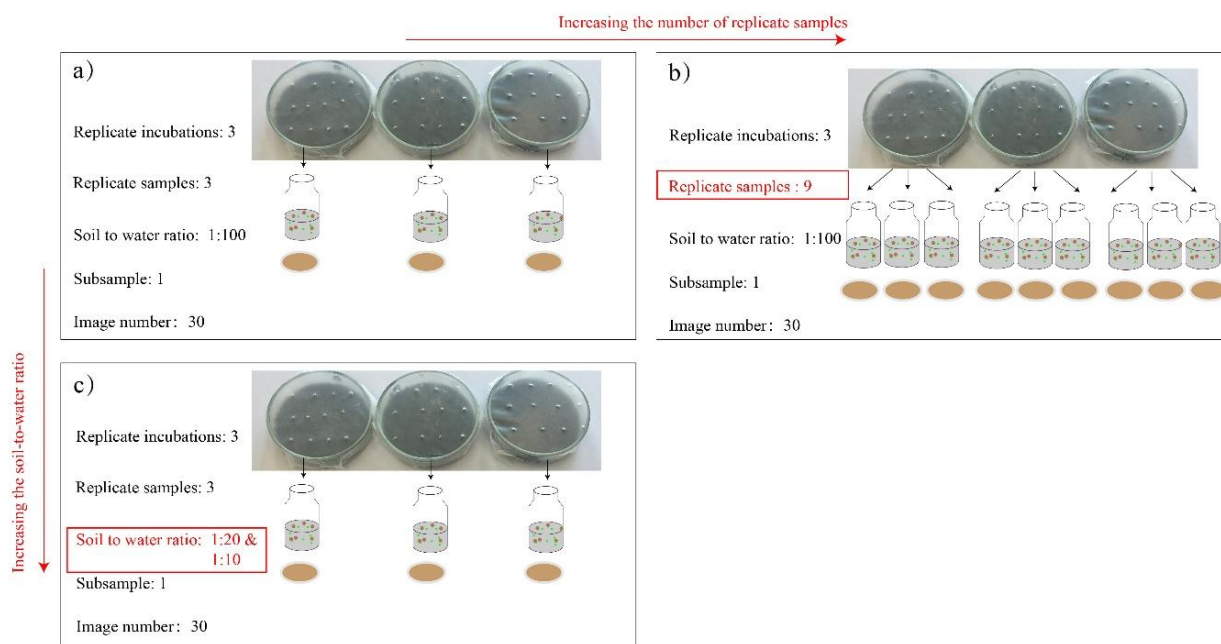 Increasing the number of replicate samples
a)
Replicate incubations: 3
Replicate samples: 3
Soil to water ratio: 1:100
Subsample: 1
Image number：30
b)
Replicate incubations: 3
Replicate samples : 9
Soil to water ratio: 1:100
Subsample: 1
Image number：30
Increasing the soil-to-water ratio
c)
Replicate incubations: 3
Replicate samples: 3
Soil to water ratio: 1:20 &
1:10
Subsample: 1
Image number：30